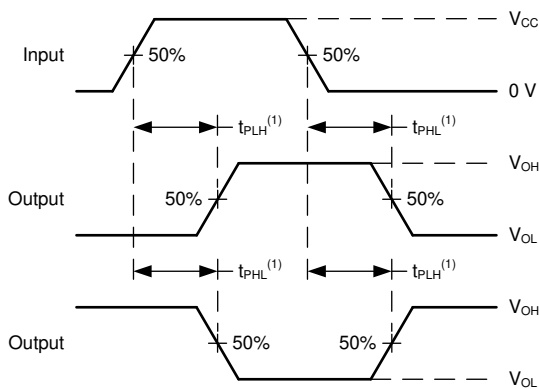 V_CC
Input
50%
50%
0 V
t_PLH^(1)
t_PHL^(1)
V_OH
Output
50%
50%
V_OL
t_PHL^(1)
t_PLH^(1)
V_OH
Output
50%
50%
V_OL